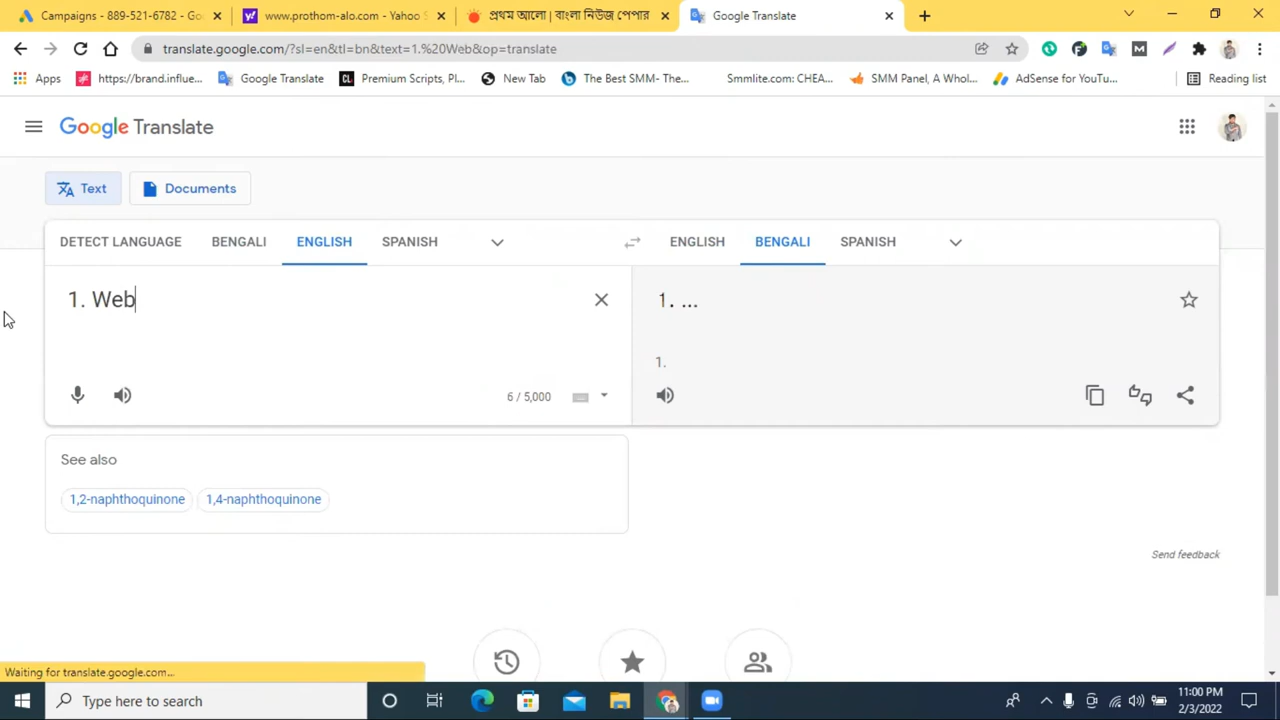 Campaigns - 889-521-6782 - Go
www.prothom-alo.com - Yahoo S
প্রথম আলো | বাংলা নিউজ পেপার
Google Translate
translate.google.com/?sl=en&tl=bn&text=1.%20Web&op=translate
Apps
https://brand.influe...
Google Translate
Premium Scripts, Pl...
New Tab
The Best SMM- The...
Smmlite.com: CHEA...
SMM Panel, A Whol...
AdSense for YouTu...
Reading list
Google Translate
Text
Documents
DETECT LANGUAGE
BENGALI
ENGLISH
SPANISH
ENGLISH
BENGALI
SPANISH
1. Web
1. ...
1.
6 / 5,000
See also
1,2-naphthoquinone
1,4-naphthoquinone
Send feedback
Waiting for translate.google.com...
Type here to search
11:00 PM
2/3/2022